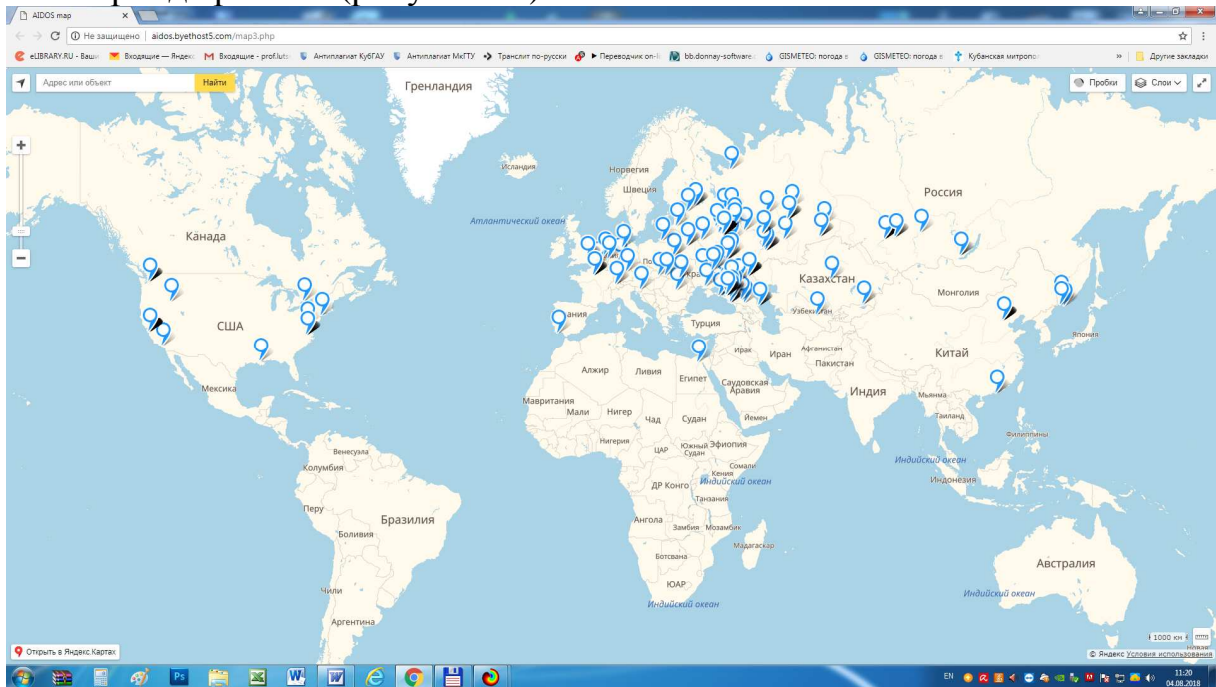 AIDOS map
Не защищено | aidos.byethost5.com/map3.php
eLIBRARY.RU - Ваш
Входящие — Яндекс
Входящие - prof.luts
Антиплагиат КубГАУ
Антиплагиат МкГТУ
Транслит по-русски
Переводчик on-li
bb.donnay-software.
GISMETEO: погода в
GISMETEO: погода в
Кубанская митропо
Другие закладки
Адрес или объект
Найти
Пробки
Слои
Гренландия
Исландия
Норвегия
Швеция
Россия
Атлантический океан
Канада
Казахстан
Монголия
США
Турция
Япония
Ирак
Иран
Афганистан
Пакистан
Китай
Алжир
Ливия
Египет
Саудовская
Аравия
Индия
Мьянма
Мексика
Мавритания
Мали
Нигер
Чад
Судан
Йемен
Таиланд
Филиппины
Нигерия
ЦАР
Южный
Судан
Эфиопия
Венесуэла
Колумбия
Сомали
Кения
Индийский океан
Индийский океан
Индонезия
ДР Конго
Танзания
Перу
Бразилия
Ангола
Замбия
Мозамбик
Боливия
Мадагаскар
Ботсвана
Австралия
ЮАР
Чили
Индийский океан
Индийский океан
Аргентина
1000 км
Открыть в Яндекс.Картах
© Яндекс Условия использования
EN
11:20
04.08.2018